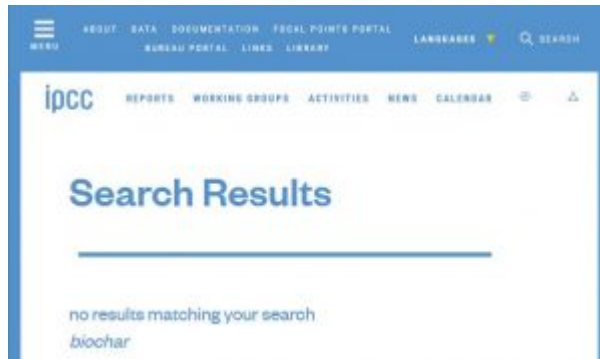 ABOUT DATA DOCUMENTATION FOCAL POINTS PORTAL
MENU BUREAU PORTAL LINKS LIBRARY LANGUAGES SEARCH
ipcc REPORTS WORKING GROUPS ACTIVITIES NEWS CALENDAR
Search Results
no results matching your search
biochar